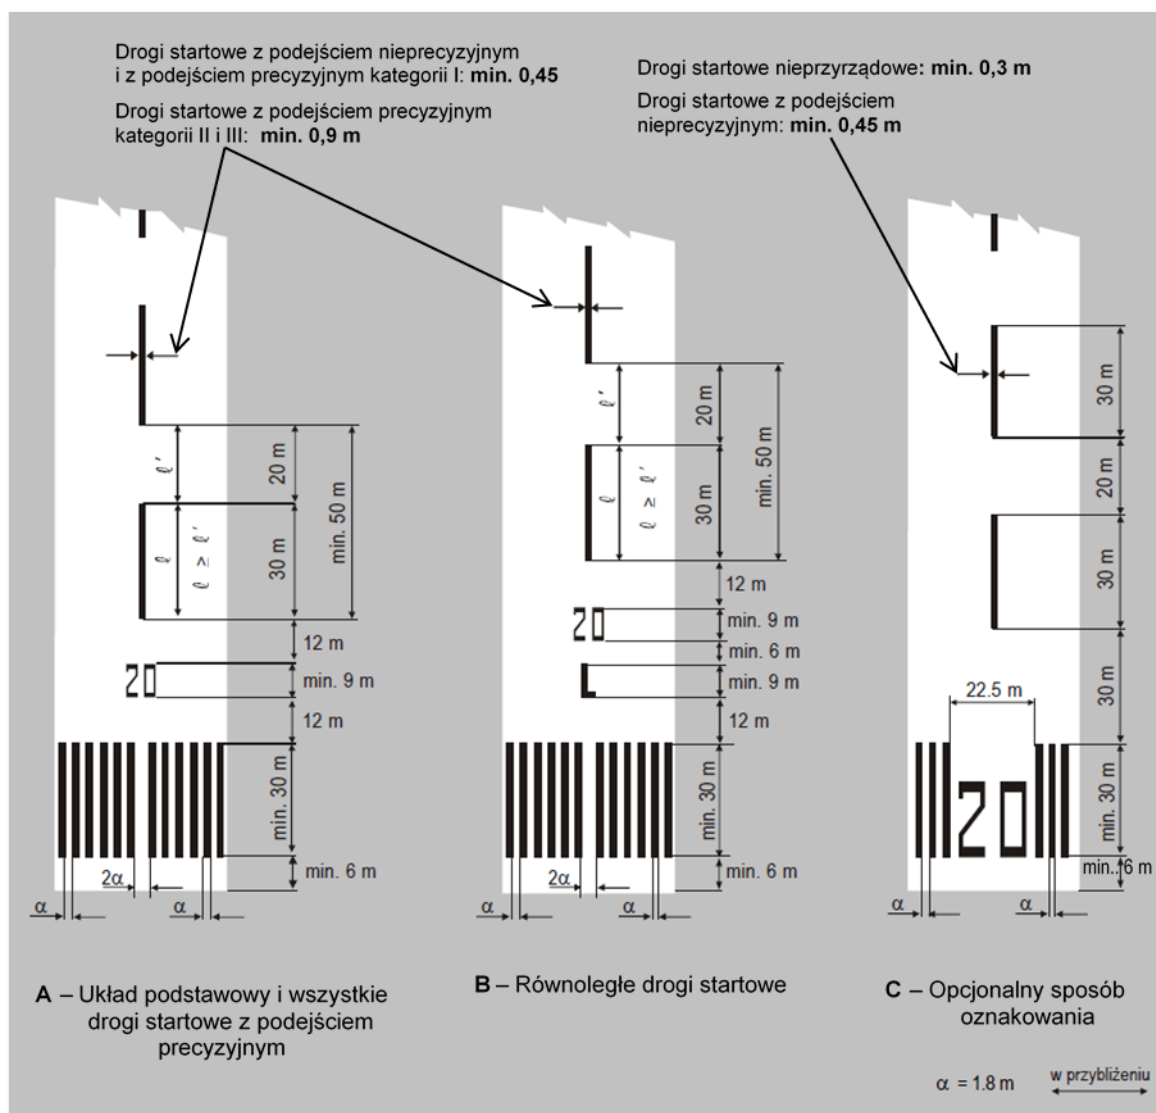 Drogi startowe z podejściem nieprecyzyjnym
i z podejściem precyzyjnym kategorii I: min. 0,45
Drogi startowe z podejściem precyzyjnym
kategorii II i III: min. 0,9 m
Drogi startowe nieprzyrządowe: min. 0,3 m
Drogi startowe z podejściem
nieprecyzyjnym: min. 0,45 m
ℓ′
20 m
min. 50 m
ℓ
ℓ ≥ ℓ′
30 m
12 m
20
min. 9 m
12 m
min. 30 m
min. 6 m
2α
α
α
ℓ′
20 m
min. 50 m
ℓ
ℓ ≥ ℓ′
30 m
12 m
20
min. 9 m
min. 6 m
L
min. 9 m
12 m
min. 30 m
min. 6 m
2α
α
α
30 m
20 m
30 m
30 m
22.5 m
20
min. 30 m
min.. 6 m
α
α
A – Układ podstawowy i wszystkie
drogi startowe z podejściem
precyzyjnym
B – Równoległe drogi startowe
C – Opcjonalny sposób
oznakowania
α = 1.8 m
w przybliżeniu